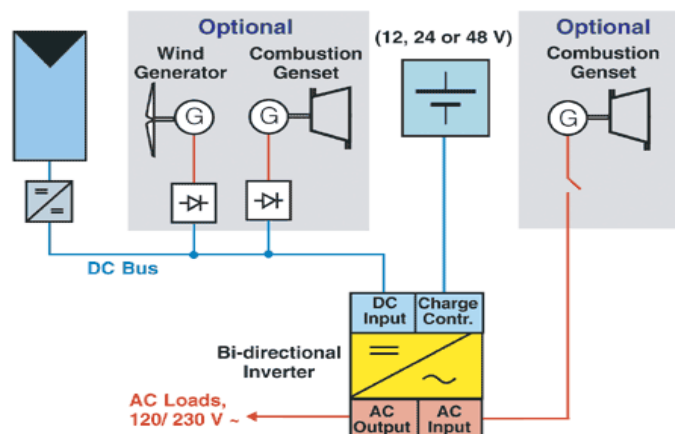 Optional
Wind
Generator
Combustion
Genset
G
G
(12, 24 or 48 V)
Optional
Combustion
Genset
G
DC Bus
DC
Input
Charge
Contr.
Bi-directional
Inverter
AC Loads,
120/ 230 V ~
AC
Output
AC
Input